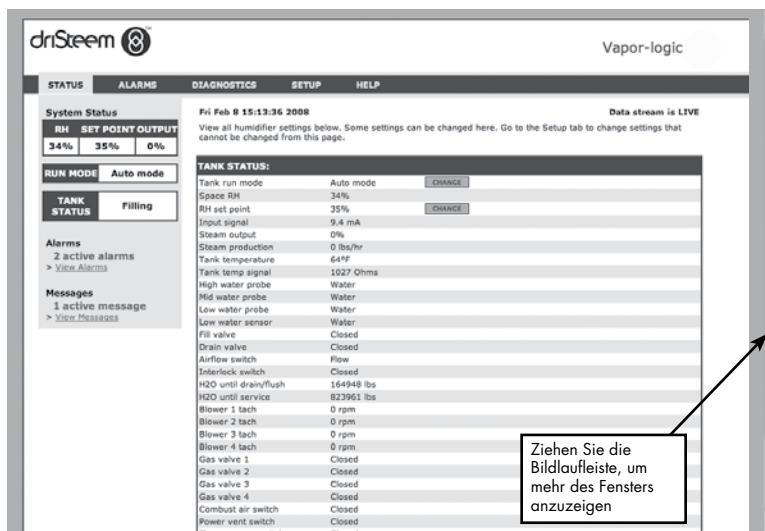 driSteem
Vapor-logic
STATUS ALARMS DIAGNOSTICS SETUP HELP
System Status
RH SET POINT OUTPUT
34% 35% 0%
RUN MODE Auto mode
TANK STATUS Filling
Alarms
2 active alarms
> View Alarms
Messages
1 active message
> View Messages
Fri Feb 8 15:13:36 2008 Data stream is LIVE
View all humidifier settings below. Some settings can be changed here. Go to the Setup tab to change settings that
cannot be changed from this page.
TANK STATUS:
Tank run mode Auto mode CHANGE
Space RH 34%
RH set point 35% CHANGE
Input signal 9.4 mA
Steam output 0%
Steam production 0 lbs/hr
Tank temperature 64ºF
Tank temp signal 1027 Ohms
High water probe Water
Mid water probe Water
Low water probe Water
Low water sensor Water
Fill valve Closed
Drain valve Closed
Airflow switch Flow
Interlock switch Closed
H2O until drain/flush 164948 lbs
H2O until service 823961 lbs
Blower 1 tach 0 rpm
Blower 2 tach 0 rpm
Blower 3 tach 0 rpm
Blower 4 tach 0 rpm
Gas valve 1 Closed
Gas valve 2 Closed
Gas valve 3 Closed
Gas valve 4 Closed
Combust air switch Closed
Power vent switch Closed
Ziehen Sie die
Bildlaufleiste, um
mehr des Fensters
anzuzeigen